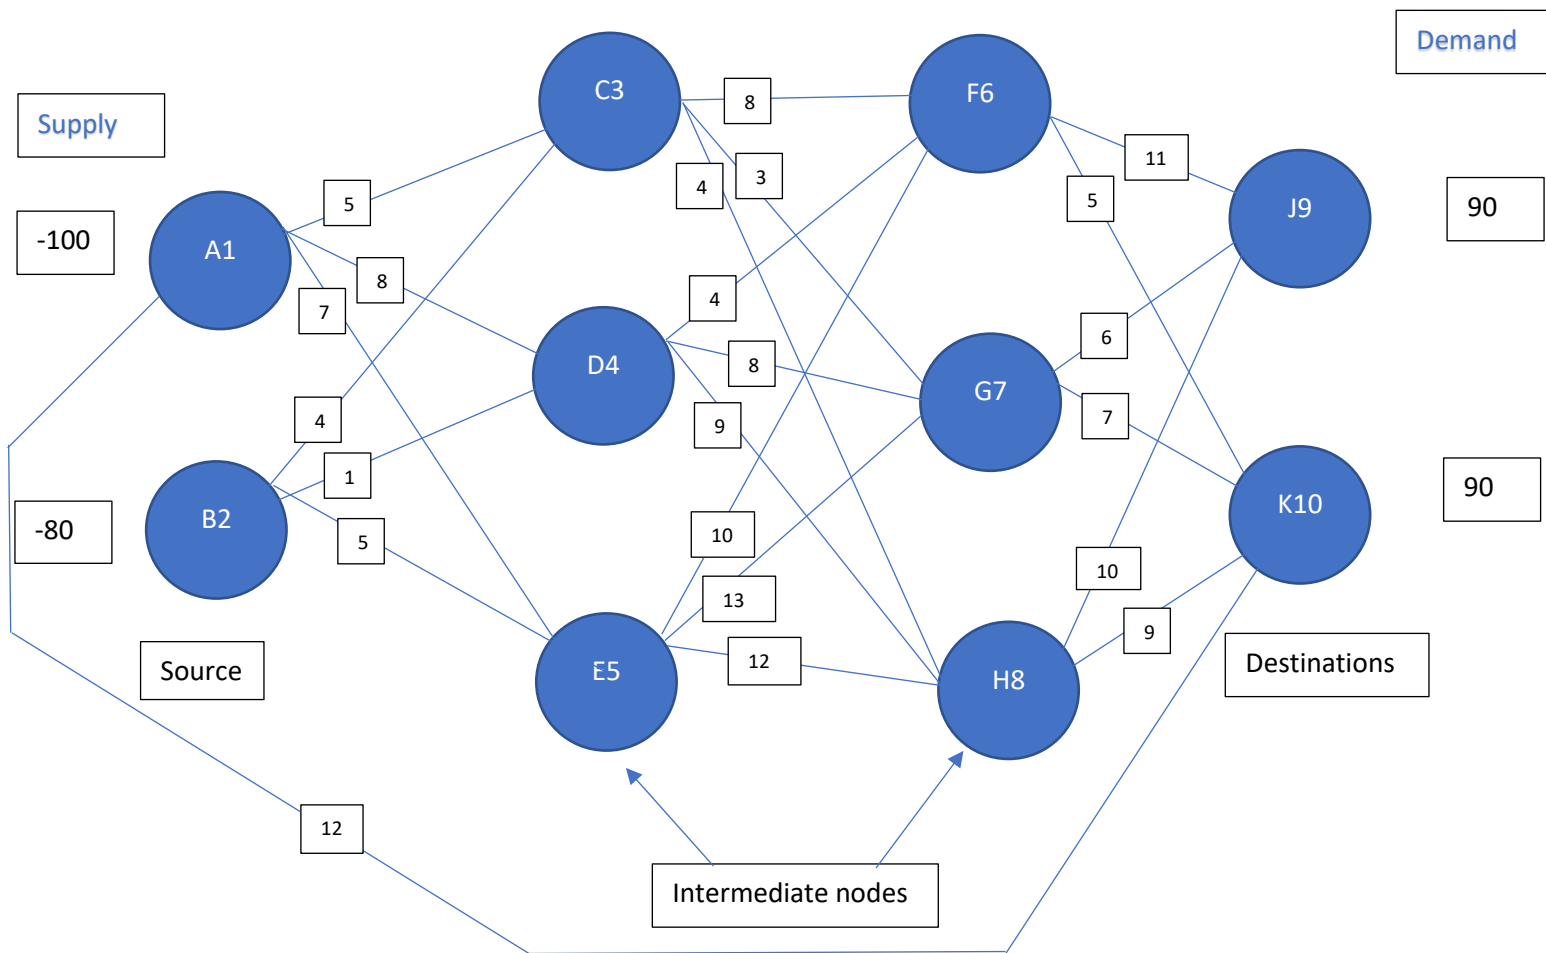 Demand
Supply
C3
F6
8
11
4
3
5
5
J9
90
-100
A1
8
7
4
6
D4
8
G7
4
9
7
1
90
-80
B2
K10
5
10
10
13
9
Source
E5
12
H8
Destinations
12
Intermediate nodes